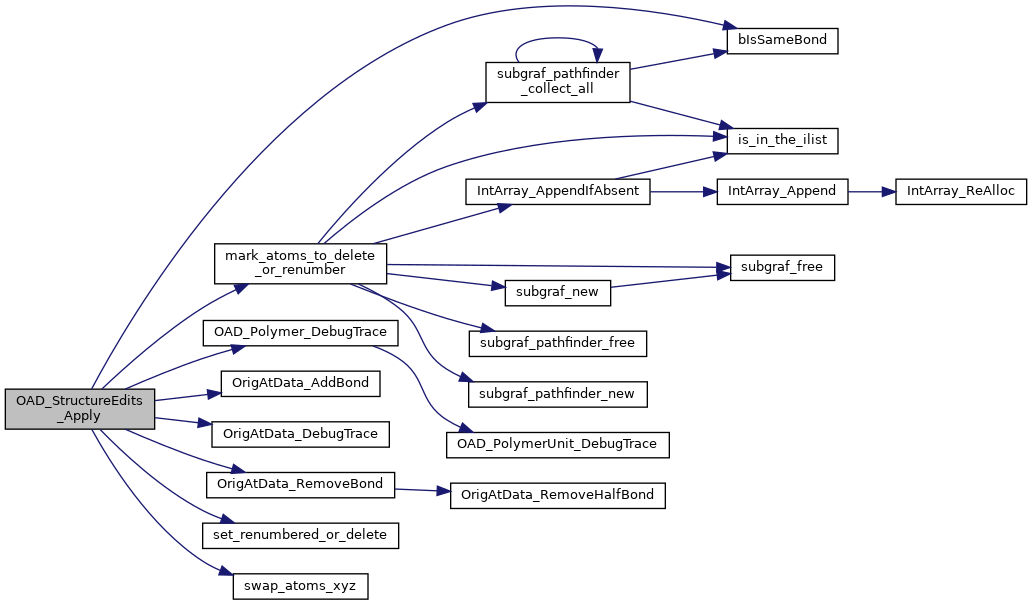 bIsSameBond
subgraf_pathfinder
_collect_all
is_in_the_ilist
IntArray_AppendIfAbsent
IntArray_Append
IntArray_ReAlloc
mark_atoms_to_delete
_or_renumber
subgraf_free
subgraf_new
OAD_Polymer_DebugTrace
subgraf_pathfinder_free
OrigAtData_AddBond
subgraf_pathfinder_new
OAD_StructureEdits
_Apply
OrigAtData_DebugTrace
OAD_PolymerUnit_DebugTrace
OrigAtData_RemoveBond
OrigAtData_RemoveHalfBond
set_renumbered_or_delete
swap_atoms_xyz